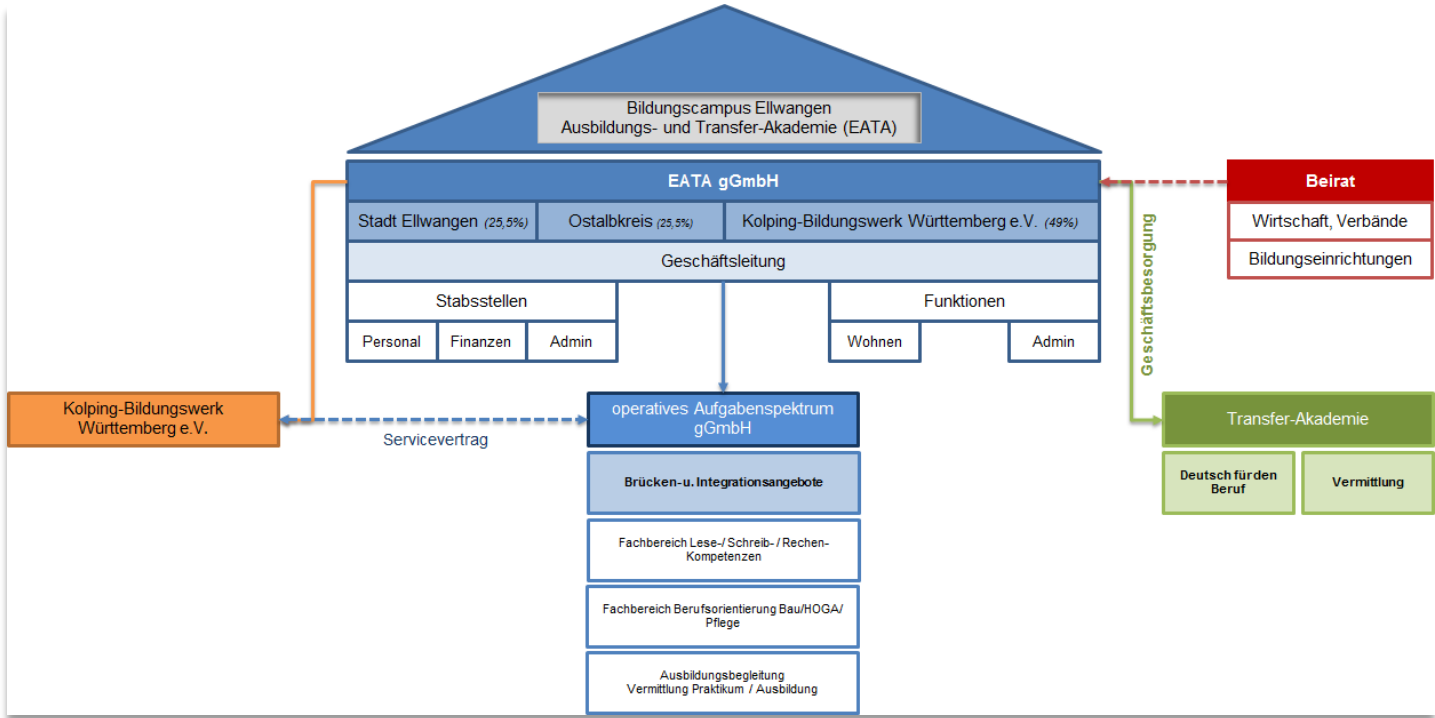 Bildungscampus Ellwangen
Ausbildungs- und Transfer-Akademie (EATA)
EATA gGmbH
Beirat
Stadt Ellwangen (25,5%)
Ostalbkreis (25,5%)
Kolping-Bildungswerk Württemberg e.V. (49%)
Wirtschaft, Verbände
Geschäftsleitung
Bildungseinrichtungen
Stabsstellen
Funktionen
Personal
Finanzen
Admin
Wohnen
Admin
Geschäftsbesorgung
Kolping-Bildungswerk
Württemberg e.V.
Servicevertrag
operatives Aufgabenspektrum
gGmbH
Transfer-Akademie
Brücken- u. Integrationsangebote
Deutsch für den
Beruf
Vermittlung
Fachbereich Lese-/ Schreib- / Rechen-
Kompetenzen
Fachbereich Berufsorientierung Bau/HOGA/
Pflege
Ausbildungsbegleitung
Vermittlung Praktikum / Ausbildung